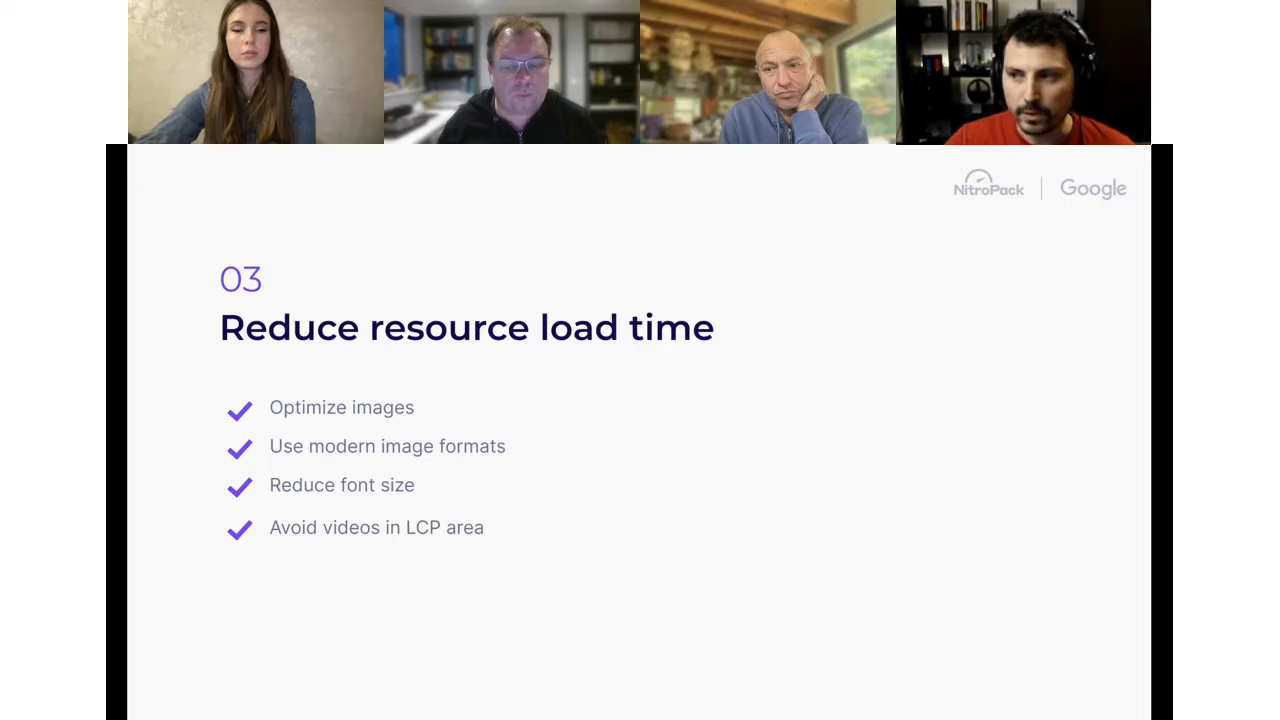 NitroPack | Google
03
Reduce resource load time
Optimize images
Use modern image formats
Reduce font size
Avoid videos in LCP area